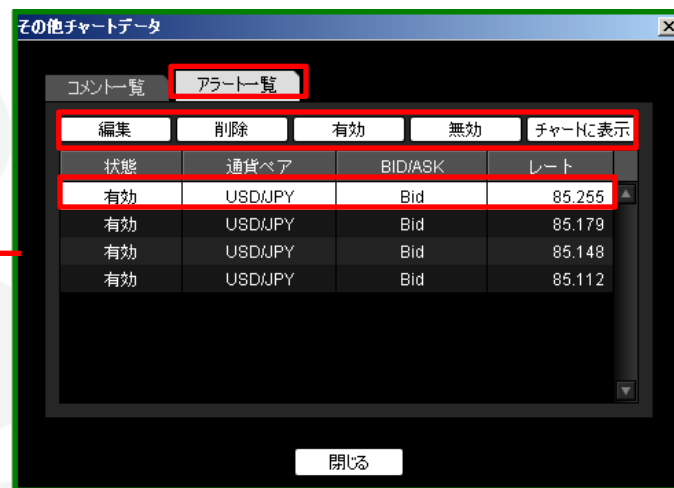 その他チャートデータ
コメント一覧 アラート一覧
編集 削除 有効 無効 チャートに表示
状態 通貨ペア BID/ASK レート
有効 USD/JPY Bid 85.255
有効 USD/JPY Bid 85.179
有効 USD/JPY Bid 85.148
有効 USD/JPY Bid 85.112
閉じる